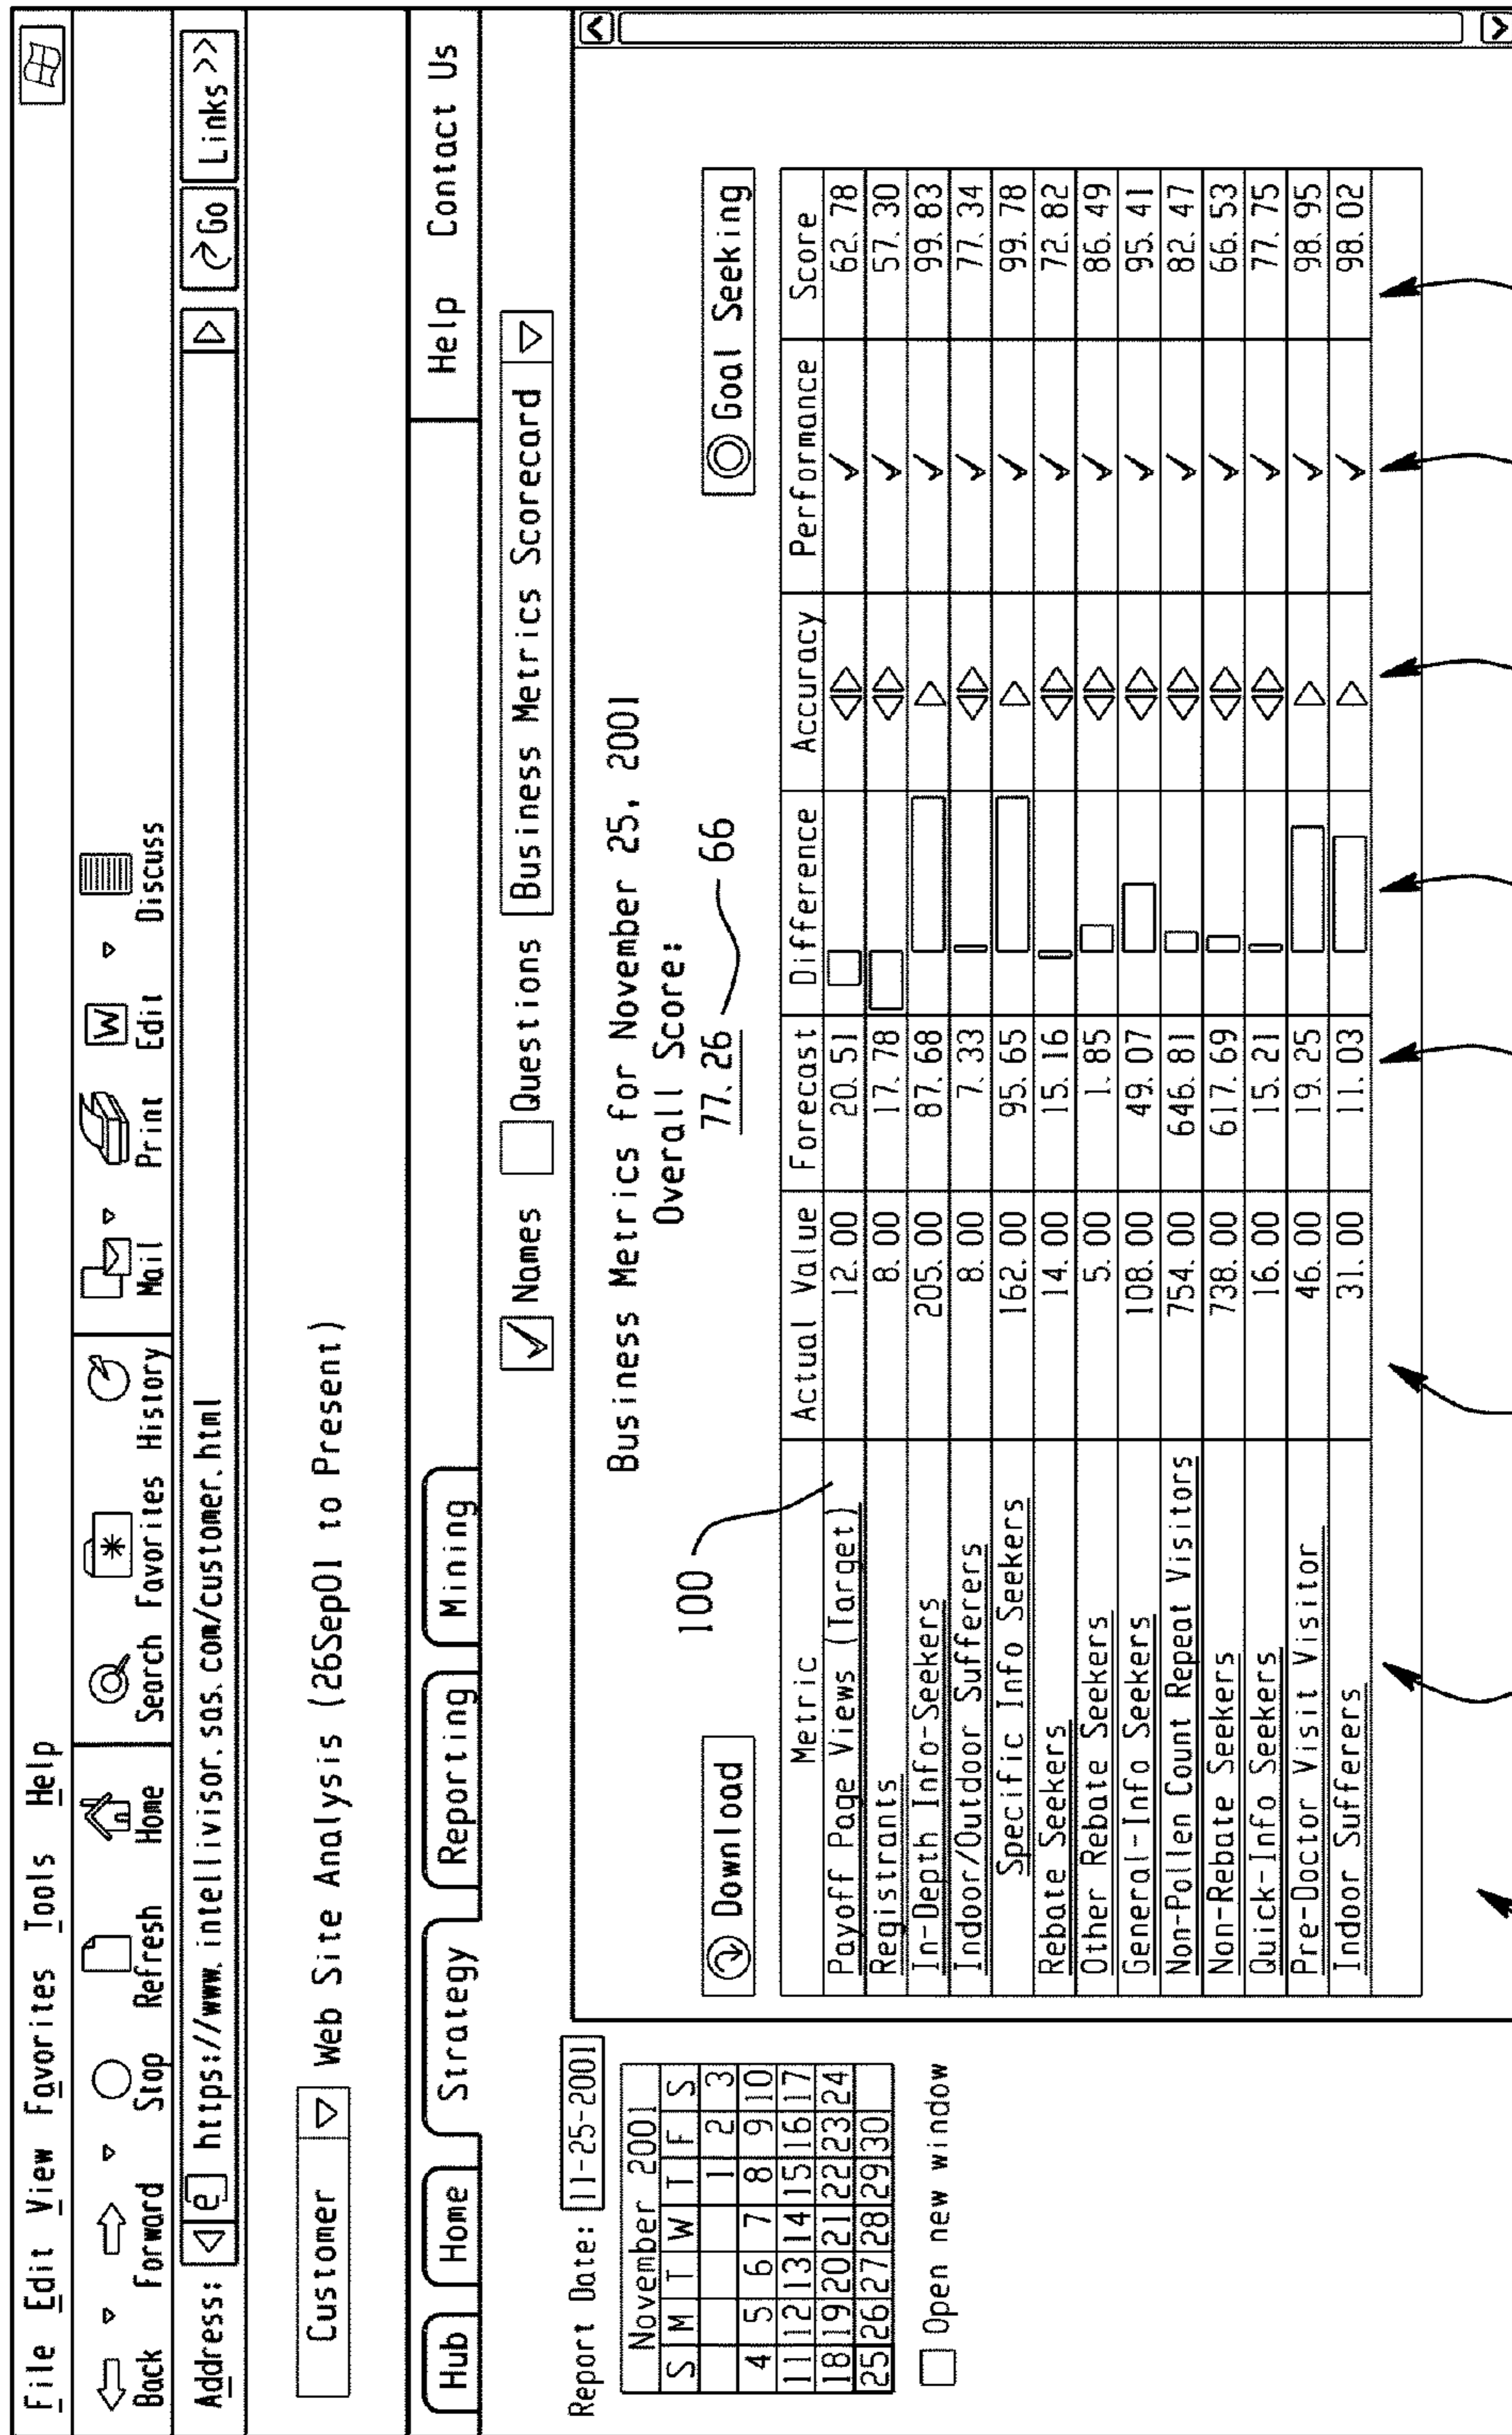 File Edit View Favorites Tools Help
Back Forward Stop Refresh Home Search Favorites History Mail Print Edit Discuss
W
Address: e https://www.intellivisor.sas.com/customer.html Go Links >>
Customer Web Site Analysis (26Sep01 to Present)
Hub Home Strategy Reporting Mining Help Contact Us
Names Questions Business Metrics Scorecard
Report Date: 11-25-2001
November 2001
S M T W T F S
1 2 3
4 5 6 7 8 9 10
11 12 13 14 15 16 17
18 19 20 21 22 23 24
25 26 27 28 29 30
Open new window
Business Metrics for November 25, 2001
Overall Score:
77.26 66
100
Download Goal Seeking
Metric Actual Value Forecast Difference Accuracy Performance Score
Payoff Page Views (Target) 12.00 20.51 62.78
Registrants 8.00 17.78 57.30
In-Depth Info-Seekers 205.00 87.68 99.83
Indoor/Outdoor Sufferers 8.00 7.33 77.34
Specific Info Seekers 162.00 95.65 99.78
Rebate Seekers 14.00 15.16 72.82
Other Rebate Seekers 5.00 1.85 86.49
General-Info Seekers 108.00 49.07 95.41
Non-Pollen Count Repeat Visitors 754.00 646.81 82.47
Non-Rebate Seekers 738.00 617.69 66.53
Quick-Info Seekers 16.00 15.21 77.75
Pre-Doctor Visit Visitor 46.00 19.25 98.95
Indoor Sufferers 31.00 11.03 98.02